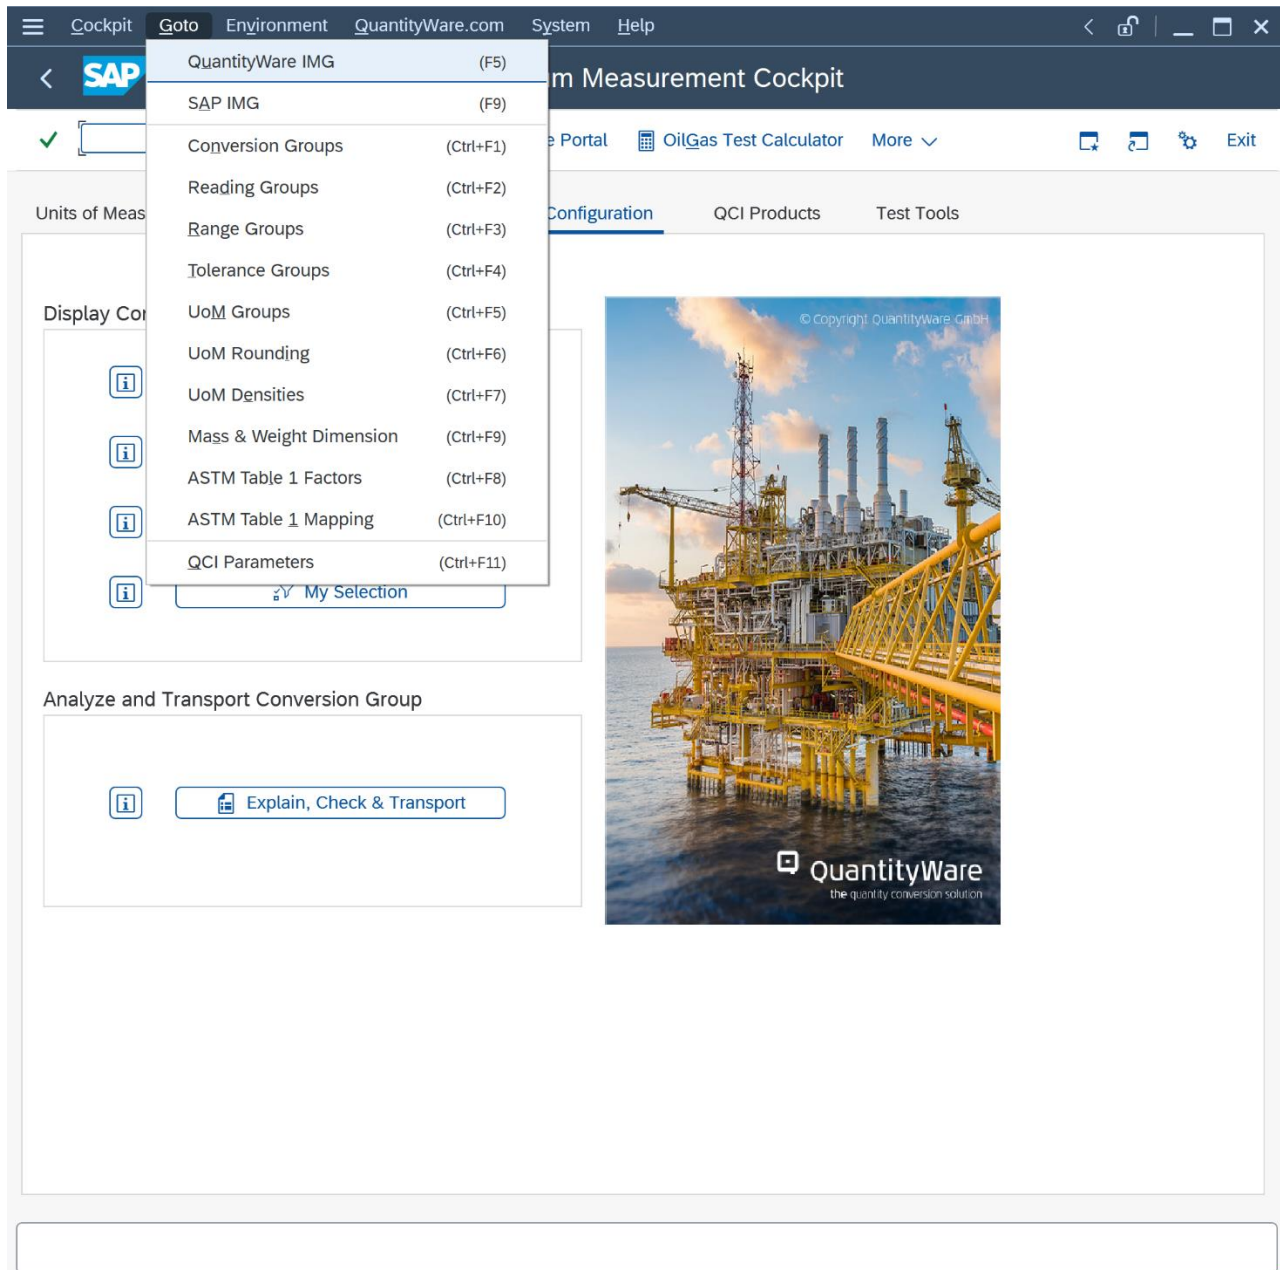 Cockpit Goto Environment QuantityWare.com System Help
SAP
m Measurement Cockpit
QuantityWare IMG (F5)
SAP IMG (F9)
Conversion Groups (Ctrl+F1)
Reading Groups (Ctrl+F2)
Range Groups (Ctrl+F3)
Tolerance Groups (Ctrl+F4)
UoM Groups (Ctrl+F5)
UoM Rounding (Ctrl+F6)
UoM Densities (Ctrl+F7)
Mass & Weight Dimension (Ctrl+F9)
ASTM Table 1 Factors (Ctrl+F8)
ASTM Table 1 Mapping (Ctrl+F10)
QCI Parameters (Ctrl+F11)
e Portal OilGas Test Calculator More Exit
Units of Meas Configuration QCI Products Test Tools
Display Con
My Selection
Analyze and Transport Conversion Group
Explain, Check & Transport
© Copyright QuantityWare GmbH
QuantityWare
the quantity conversion solution